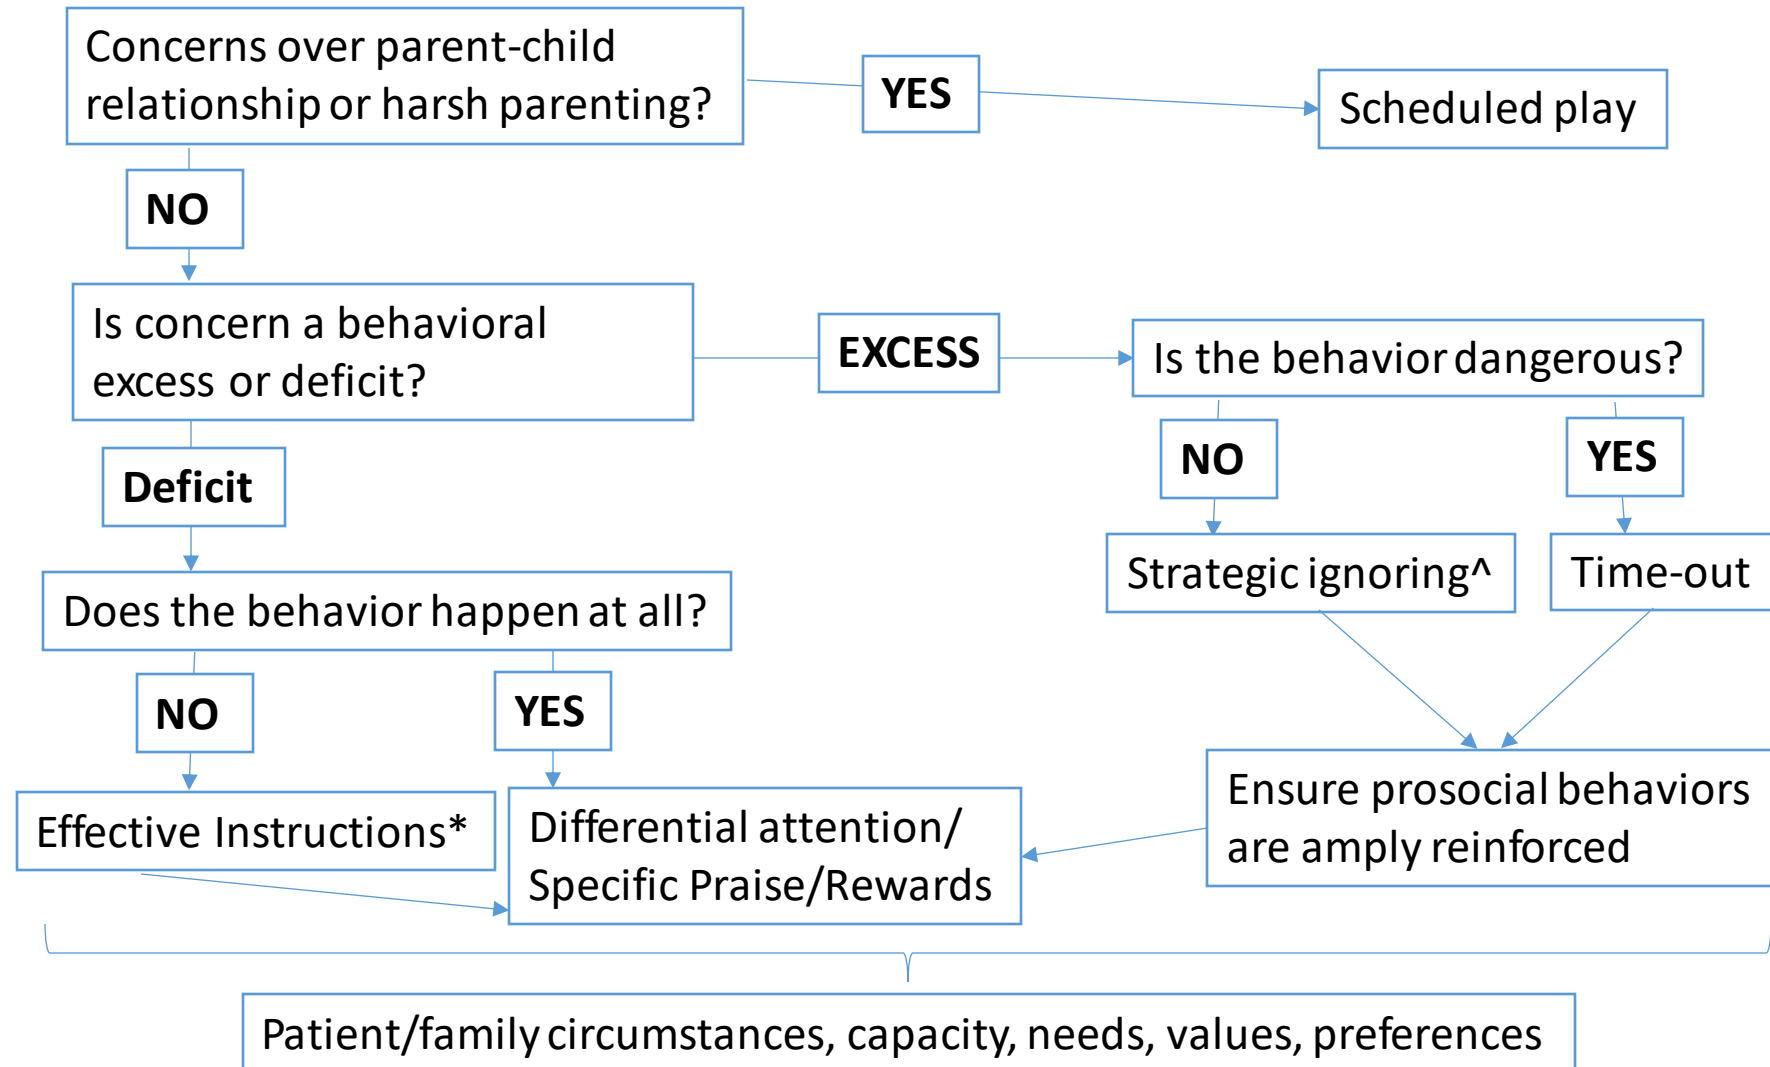 Concerns over parent-child
relationship or harsh parenting?
YES
Scheduled play
NO
Is concern a behavioral
excess or deficit?
EXCESS
Is the behavior dangerous?
Deficit
NO
YES
Strategic ignoring^
Time-out
Does the behavior happen at all?
NO
YES
Effective Instructions*
Differential attention/
Specific Praise/Rewards
Ensure prosocial behaviors
are amply reinforced
Patient/family circumstances, capacity, needs, values, preferences